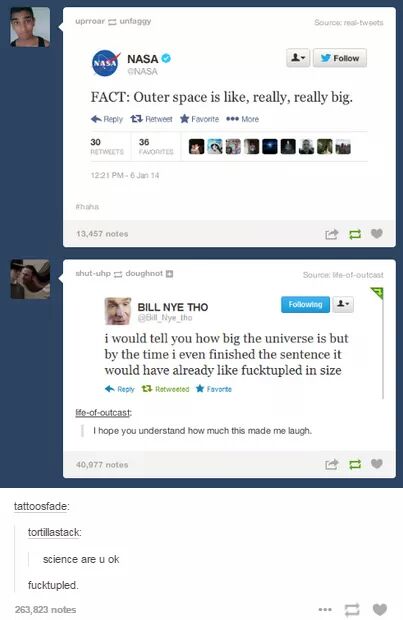 uprroar unfaggy Source: real-tweets
NASA
@NASA
Follow
FACT: Outer space is like, really, really big.
Reply Retweet Favorite More
30 36
RETWEETS FAVORITES
12:21 PM - 6 Jan 14
#haha
13,457 notes
shut-uhp doughnot Source: life-of-outcast
BILL NYE THO
@Bill_Nye_tho
Following
i would tell you how big the universe is but
by the time i even finished the sentence it
would have already like fucktupled in size
Reply Retweeted Favorite
life-of-outcast:
I hope you understand how much this made me laugh.
40,977 notes
tattoosfade:
tortillastack:
science are u ok
fucktupled.
263,823 notes